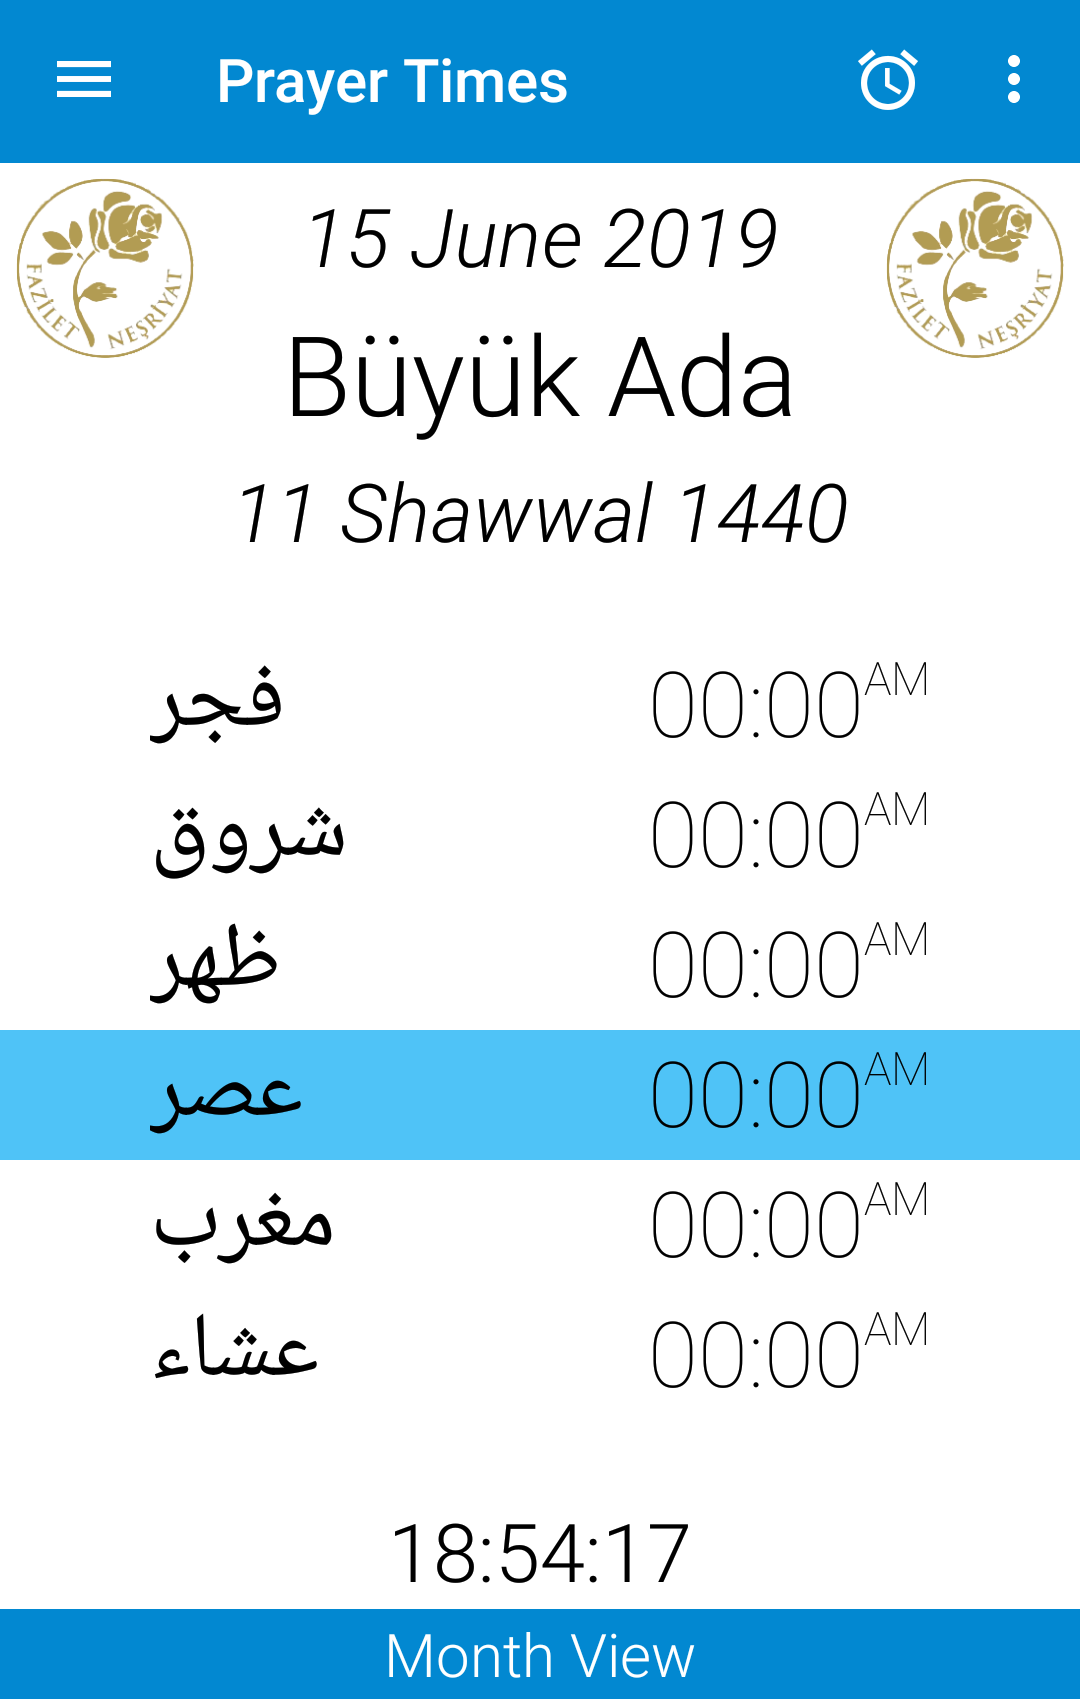 Prayer Times
FAZİLET NEŞRİYAT
15 June 2019
FAZİLET NEŞRİYAT
Büyük Ada
11 Shawwal 1440
فجر 00:00 AM
شروق 00:00 AM
ظهر 00:00 AM
عصر 00:00 AM
مغرب 00:00 AM
عشاء 00:00 AM
18:54:17
Month View